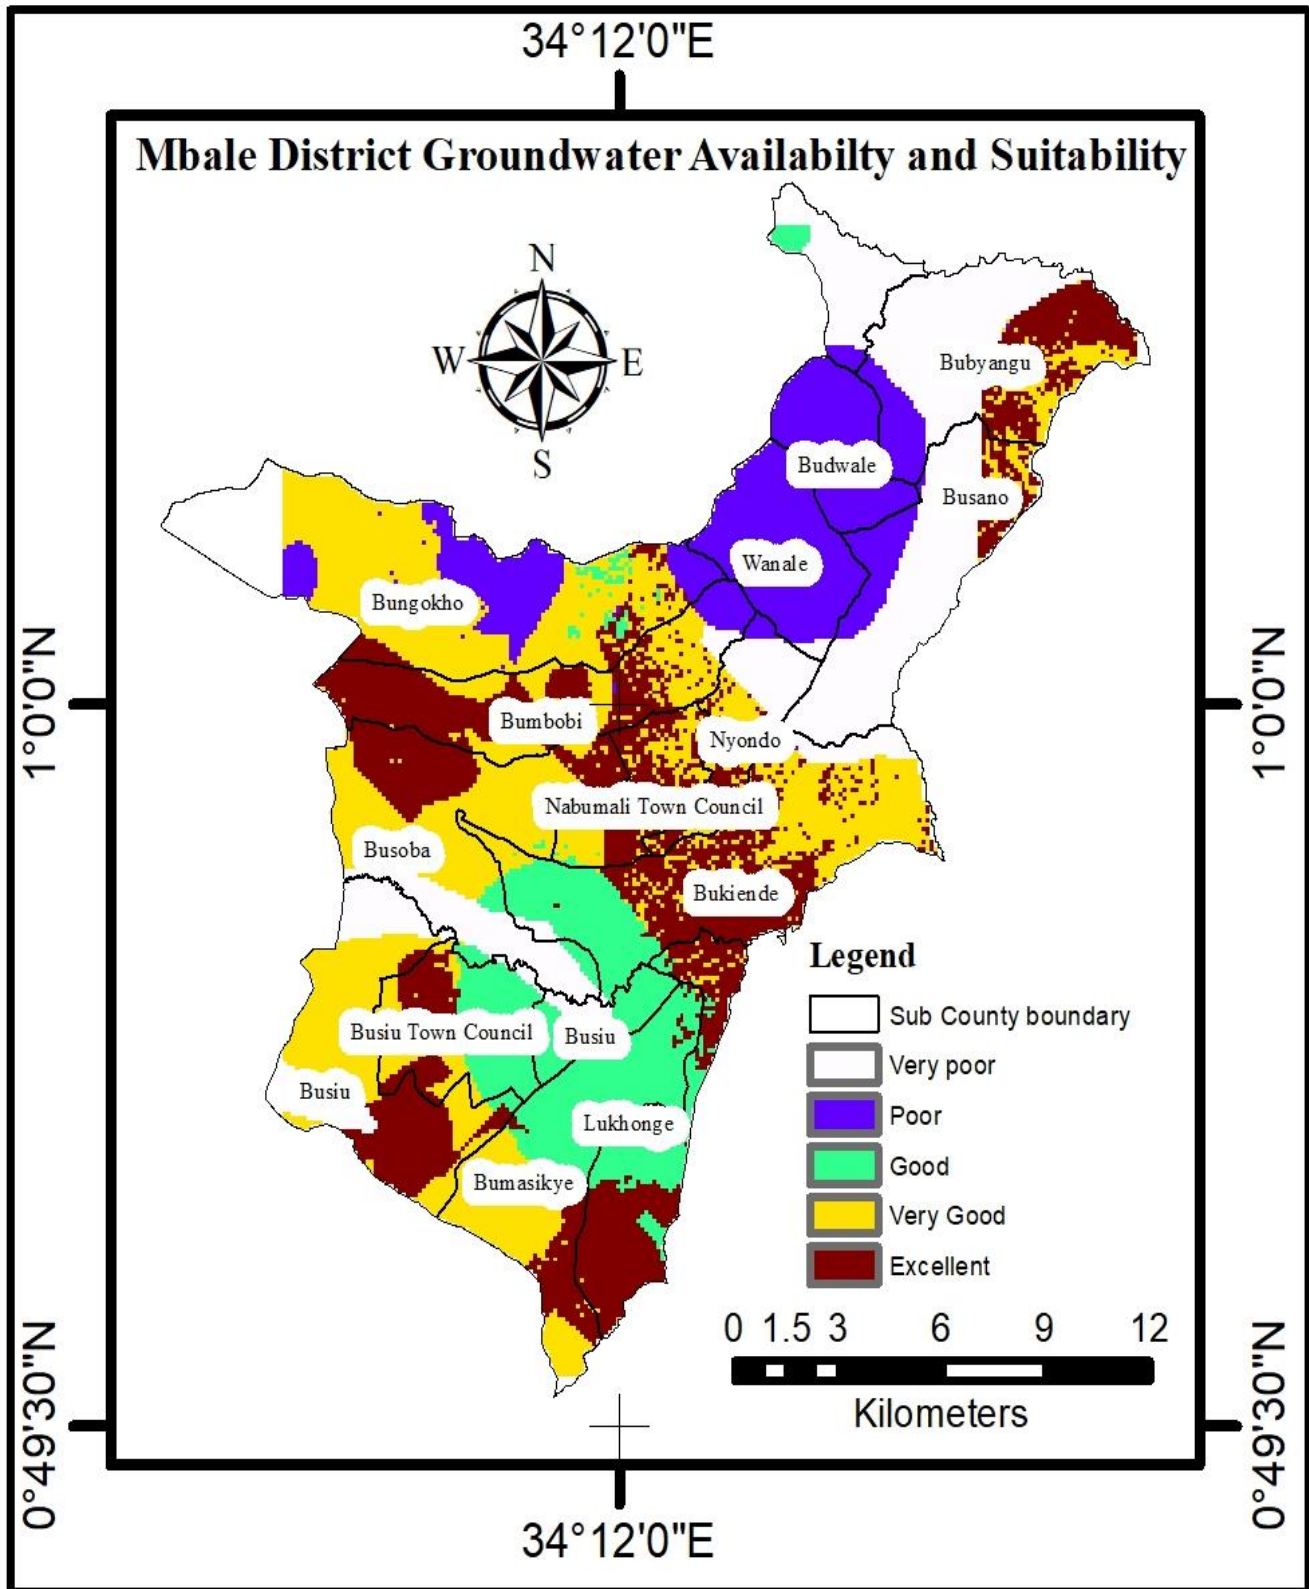 34°12'0"E
Mbale District Groundwater Availabilty and Suitability
N
W
E
S
Bubyangu
Budwale
Busano
Wanale
Bungokho
1°0'0"N
1°0'0"N
Bumbobi
Nyondo
Nabumali Town Council
Busoba
Bukiende
Legend
Sub County boundary
Very poor
Poor
Good
Very Good
Excellent
Busiu Town Council
Busiu
Busiu
Lukhonge
Bumasikye
0 1.5 3 6 9 12
Kilometers
0°49'30"N
0°49'30"N
34°12'0"E